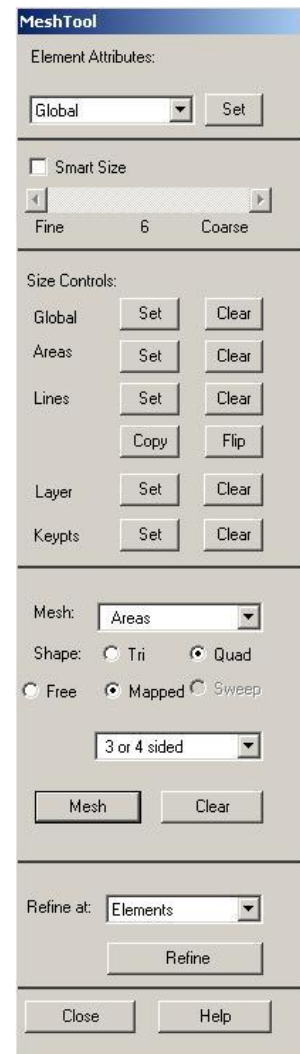 MeshTool
Element Attributes:
Global Set
Smart Size
Fine 6 Coarse
Size Controls:
Global Set Clear
Areas Set Clear
Lines Set Clear
Copy Flip
Layer Set Clear
Keypts Set Clear
Mesh: Areas
Shape: Tri Quad
Free Mapped Sweep
3 or 4 sided
Mesh Clear
Refine at: Elements
Refine
Close Help